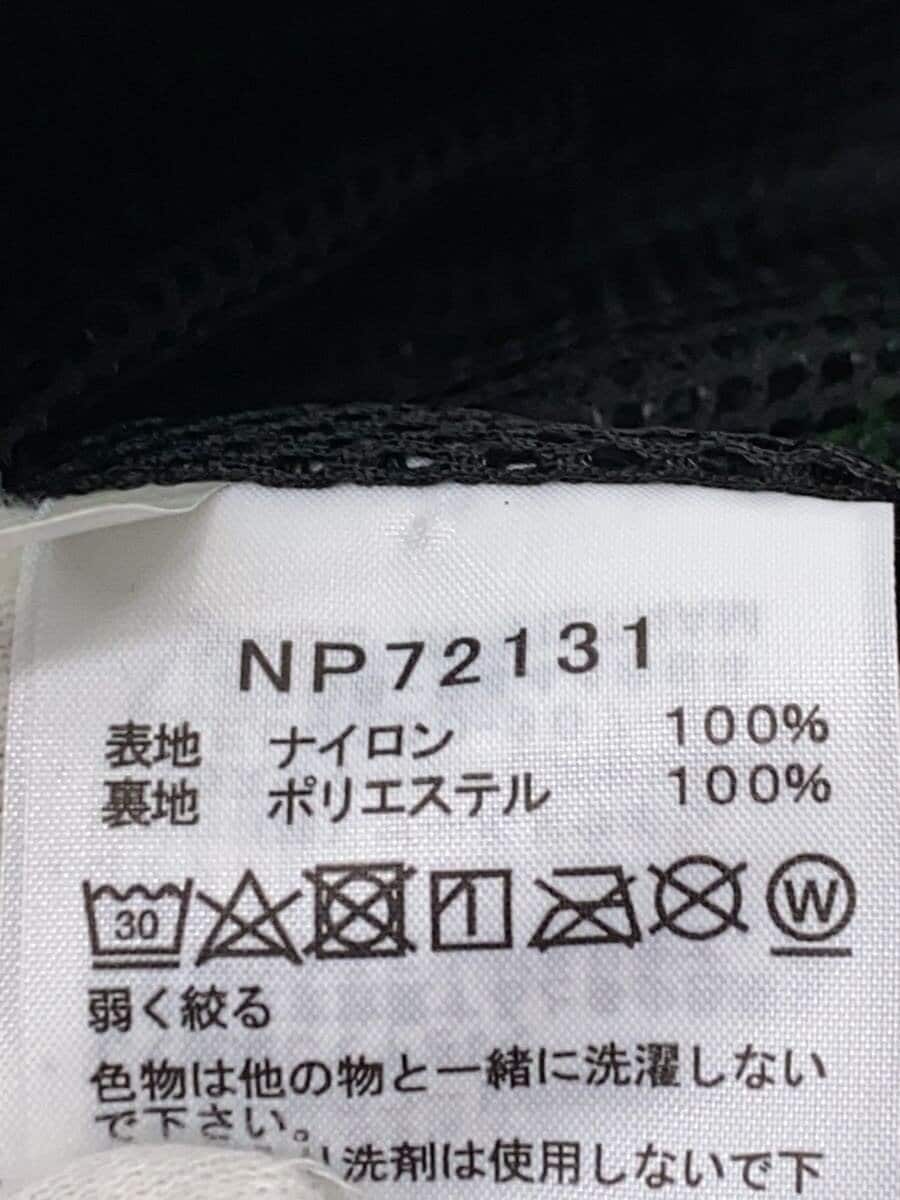 NP72131
表地 ナイロン 100%
裏地 ポリエステル 100%
30 W
弱く絞る
色物は他の物と一緒に洗濯しない
で下さい。
り洗剤は使用しないで下